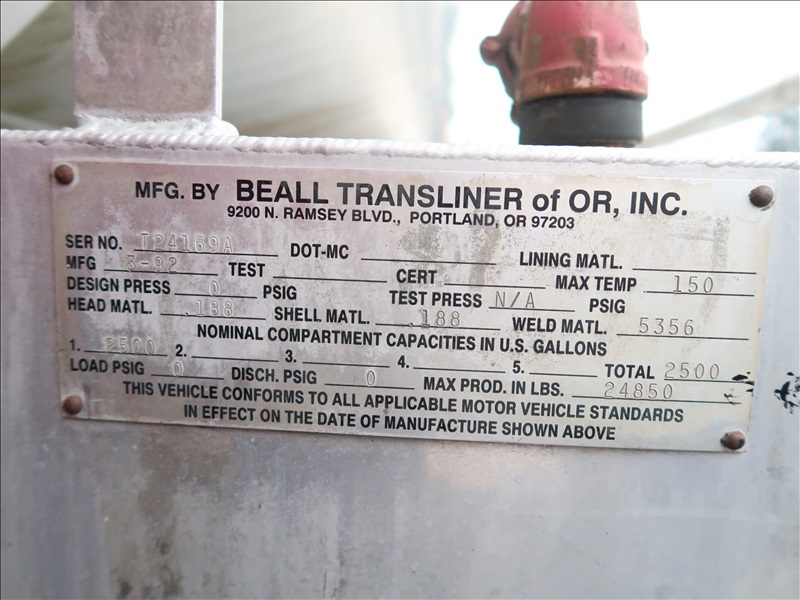 MFG. BY BEALL TRANSLINER of OR, INC.
9200 N. RAMSEY BLVD., PORTLAND, OR 97203
SER NO. T24169A DOT-MC LINING MATL.
MFG 3-92 TEST CERT MAX TEMP 150
DESIGN PRESS 0 PSIG TEST PRESS N/A PSIG
HEAD MATL. .188 SHELL MATL. .188 WELD MATL. 5356
NOMINAL COMPARTMENT CAPACITIES IN U.S. GALLONS
1. 2500 2. 3. 4. 5. TOTAL 2500
LOAD PSIG 0 DISCH. PSIG 0 MAX PROD. IN LBS. 24850
THIS VEHICLE CONFORMS TO ALL APPLICABLE MOTOR VEHICLE STANDARDS
IN EFFECT ON THE DATE OF MANUFACTURE SHOWN ABOVE